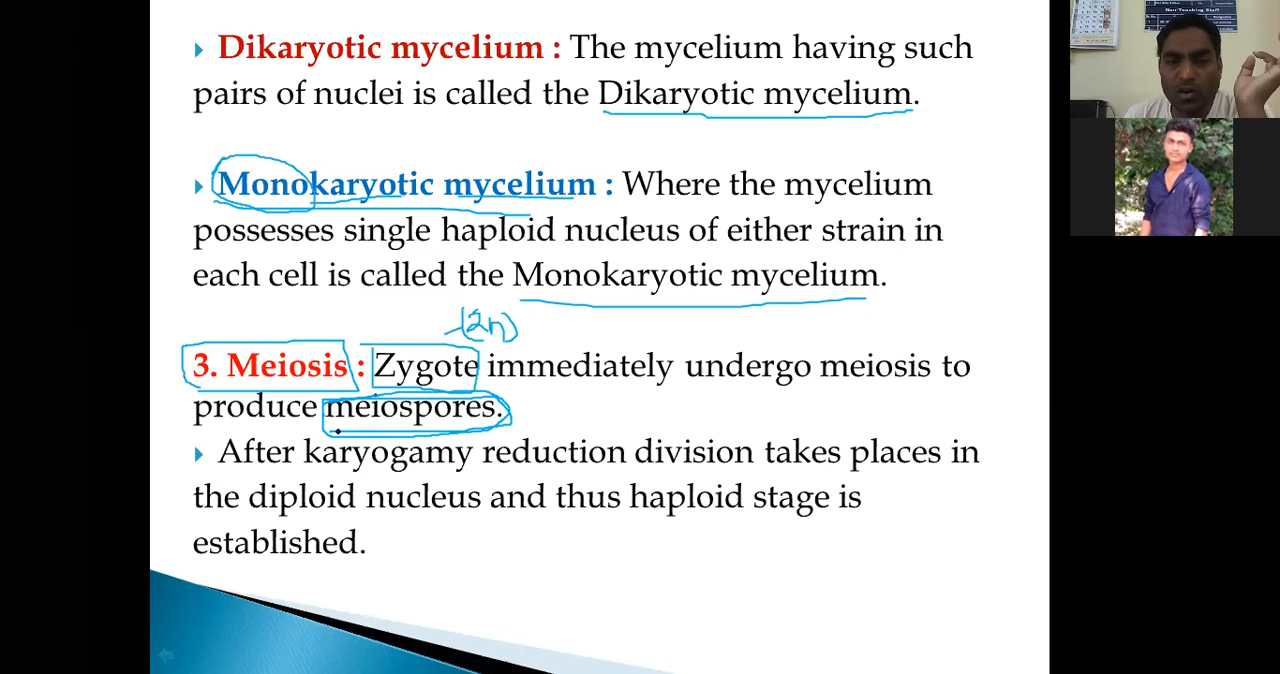 Dikaryotic mycelium : The mycelium having such
pairs of nuclei is called the Dikaryotic mycelium.
Monokaryotic mycelium : Where the mycelium
possesses single haploid nucleus of either strain in
each cell is called the Monokaryotic mycelium.
(2n)
3. Meiosis : Zygote immediately undergo meiosis to
produce meiospores.
After karyogamy reduction division takes places in
the diploid nucleus and thus haploid stage is
established.
Non Teaching Staff